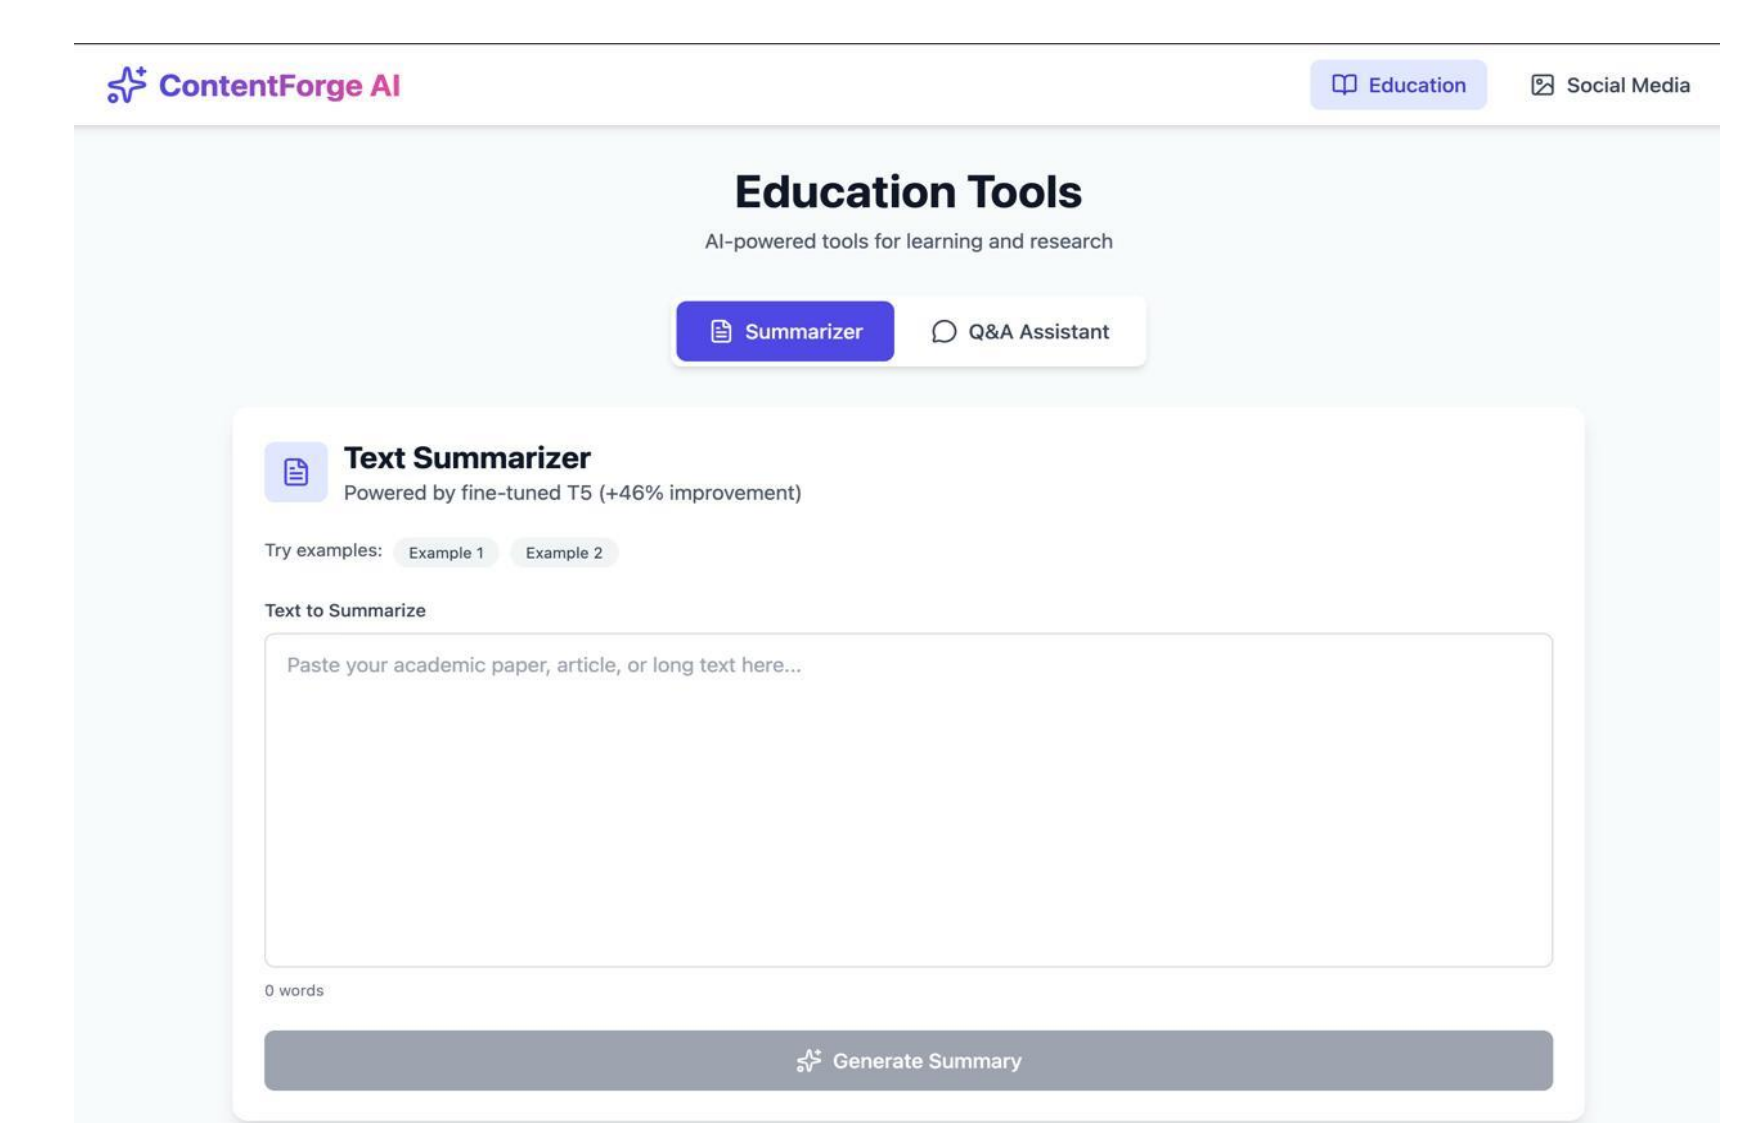 ContentForge AI
Education
Social Media
Education Tools
AI-powered tools for learning and research
Summarizer
Q&A Assistant
Text Summarizer
Powered by fine-tuned T5 (+46% improvement)
Try examples: Example 1 Example 2
Text to Summarize
Paste your academic paper, article, or long text here...
0 words
Generate Summary